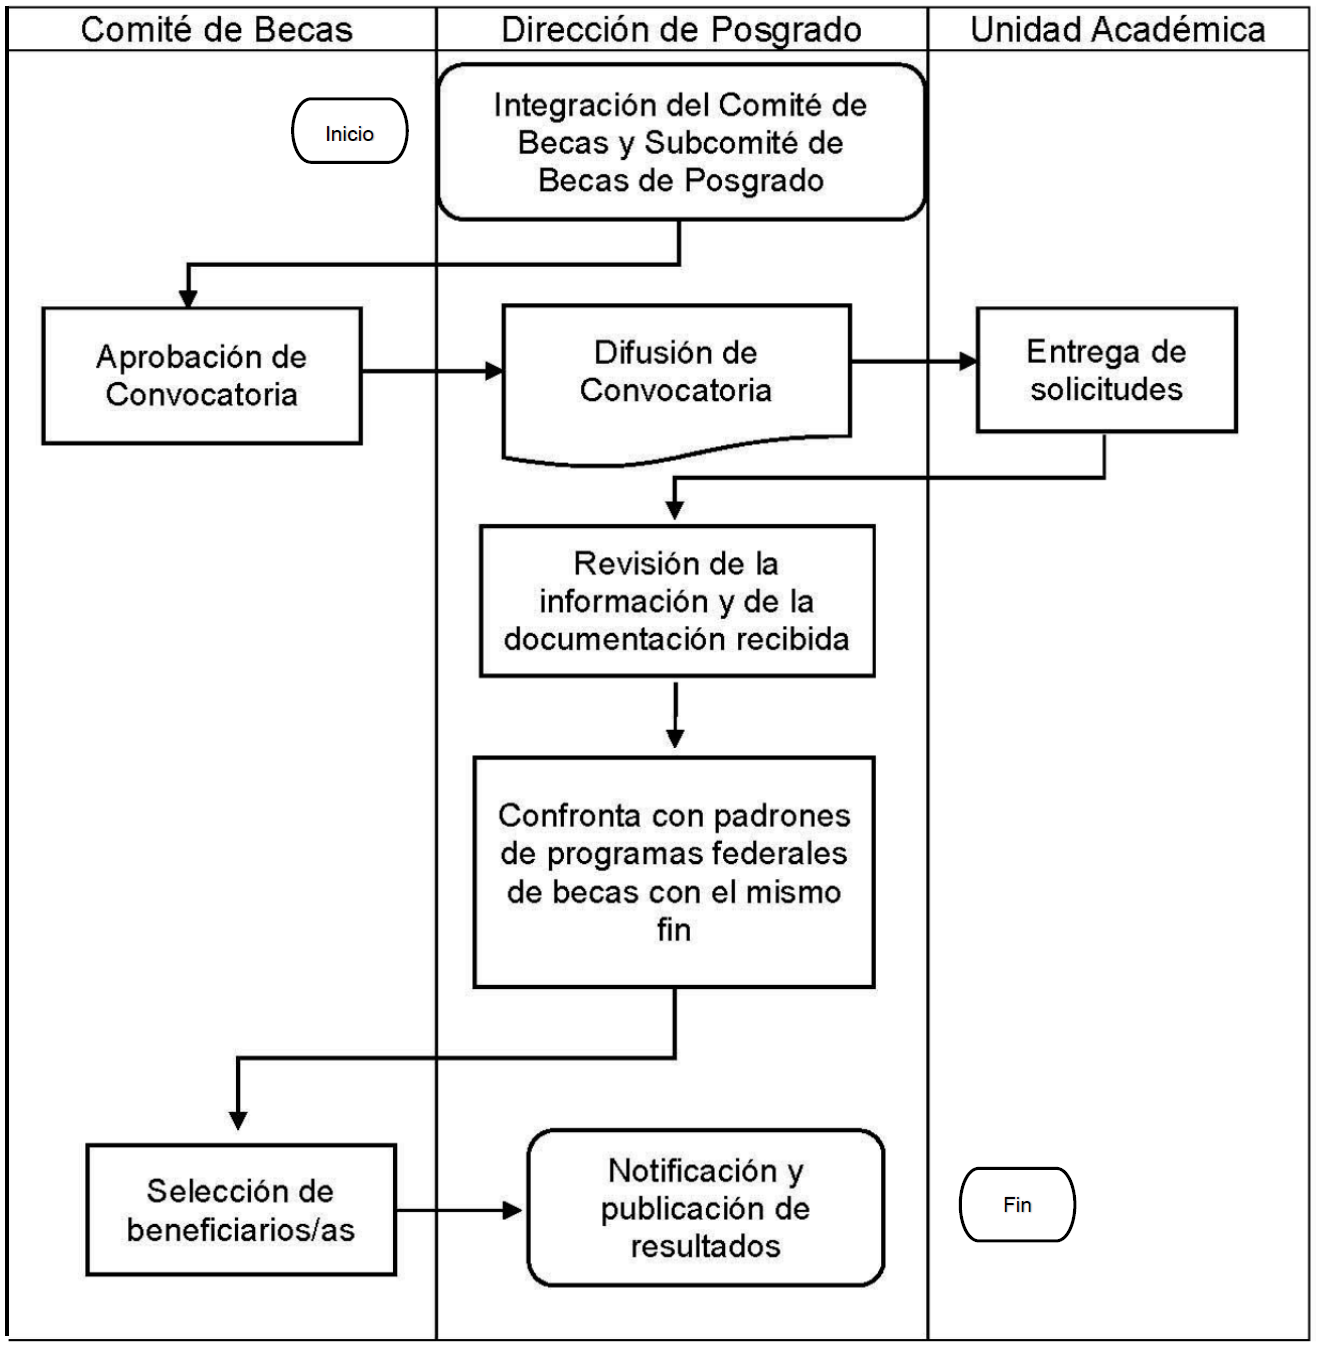 Comité de Becas
Dirección de Posgrado
Unidad Académica
Inicio
Integración del Comité de
Becas y Subcomité de
Becas de Posgrado
Aprobación de
Convocatoria
Difusión de
Convocatoria
Entrega de
solicitudes
Revisión de la
información y de la
documentación recibida
Confronta con padrones
de programas federales
de becas con el mismo
fin
Selección de
beneficiarios/as
Notificación y
publicación de
resultados
Fin